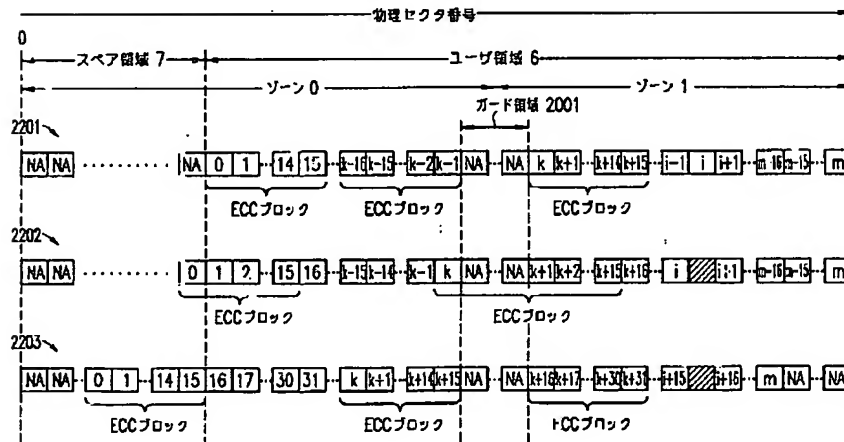 物理セクタ番号
0
スペア領域 7 ユーザ領域 6
ゾーン 0 ゾーン 1
ガード領域 2001
2201
NA NA ········· NA 0 1 ··· 14 15 ··· k-16 k-15 ··· k-2 k-1 NA ··· NA k k+1 ··· k+14 k+15 ··· i-1 i i+1 ··· m-16 m-15 ··· m
ECCブロック ECCブロック ECCブロック
2202
NA NA ········· 0 1 2 ··· 15 16 ··· k-15 k-14 ··· k-1 k NA ··· NA k+1 k+2 ··· k+15 k+16 ··· i i+1 ··· m-16 m-15 ··· m
ECCブロック ECCブロック
2203
NA NA ··· 0 1 ··· 14 15 16 17 ··· 30 31 ··· k k+1 ··· k+14 k+15 NA ··· NA k+16 k+17 ··· k+30 k+31 ··· i+15 i+16 ··· m NA ··· NA
ECCブロック ECCブロック ECCブロック